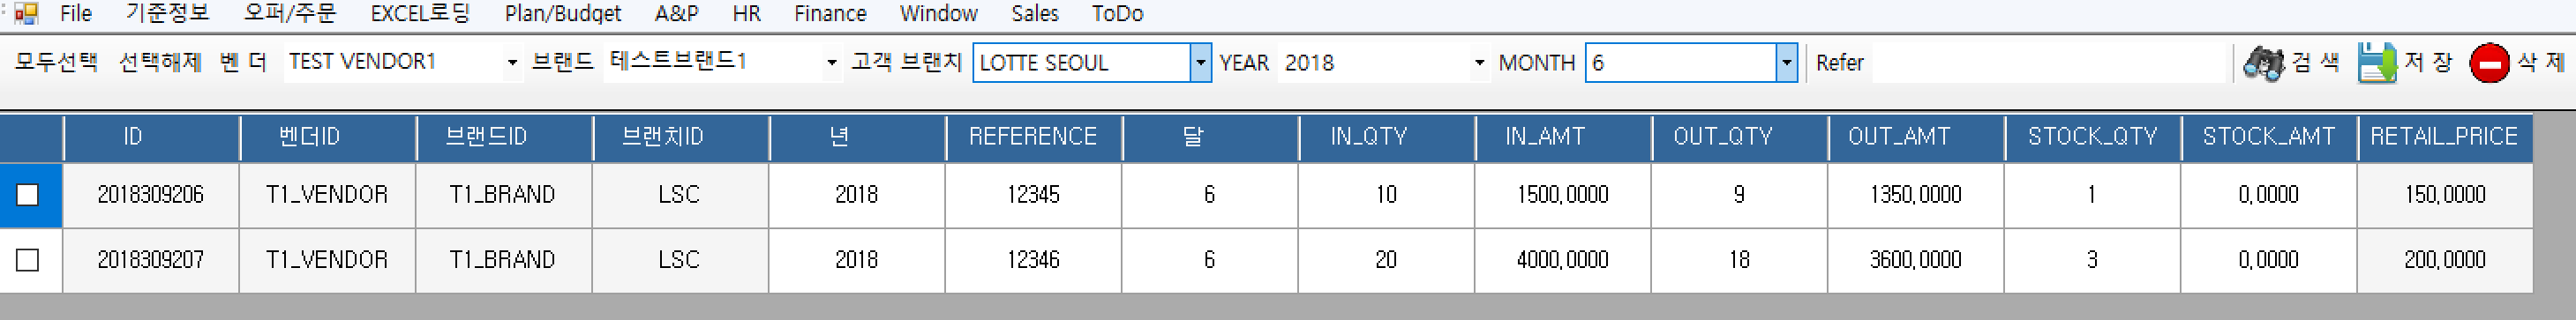 File 기준정보 오퍼/주문 EXCEL로딩 Plan/Budget A&P HR Finance Window Sales ToDo
모두선택 선택해제 벤 더 TEST VENDOR1 브랜드 테스트브랜드1 고객 브랜치 LOTTE SEOUL YEAR 2018 MONTH 6 Refer 검 색 저 장 삭 제
ID 벤더ID 브랜드ID 브랜치ID 년 REFERENCE 달 IN_QTY IN_AMT OUT_QTY OUT_AMT STOCK_QTY STOCK_AMT RETAIL_PRICE
2018309206 T1_VENDOR T1_BRAND LSC 2018 12345 6 10 1500,0000 9 1350,0000 1 0,0000 150,0000
2018309207 T1_VENDOR T1_BRAND LSC 2018 12346 6 20 4000,0000 18 3600,0000 3 0,0000 200,0000